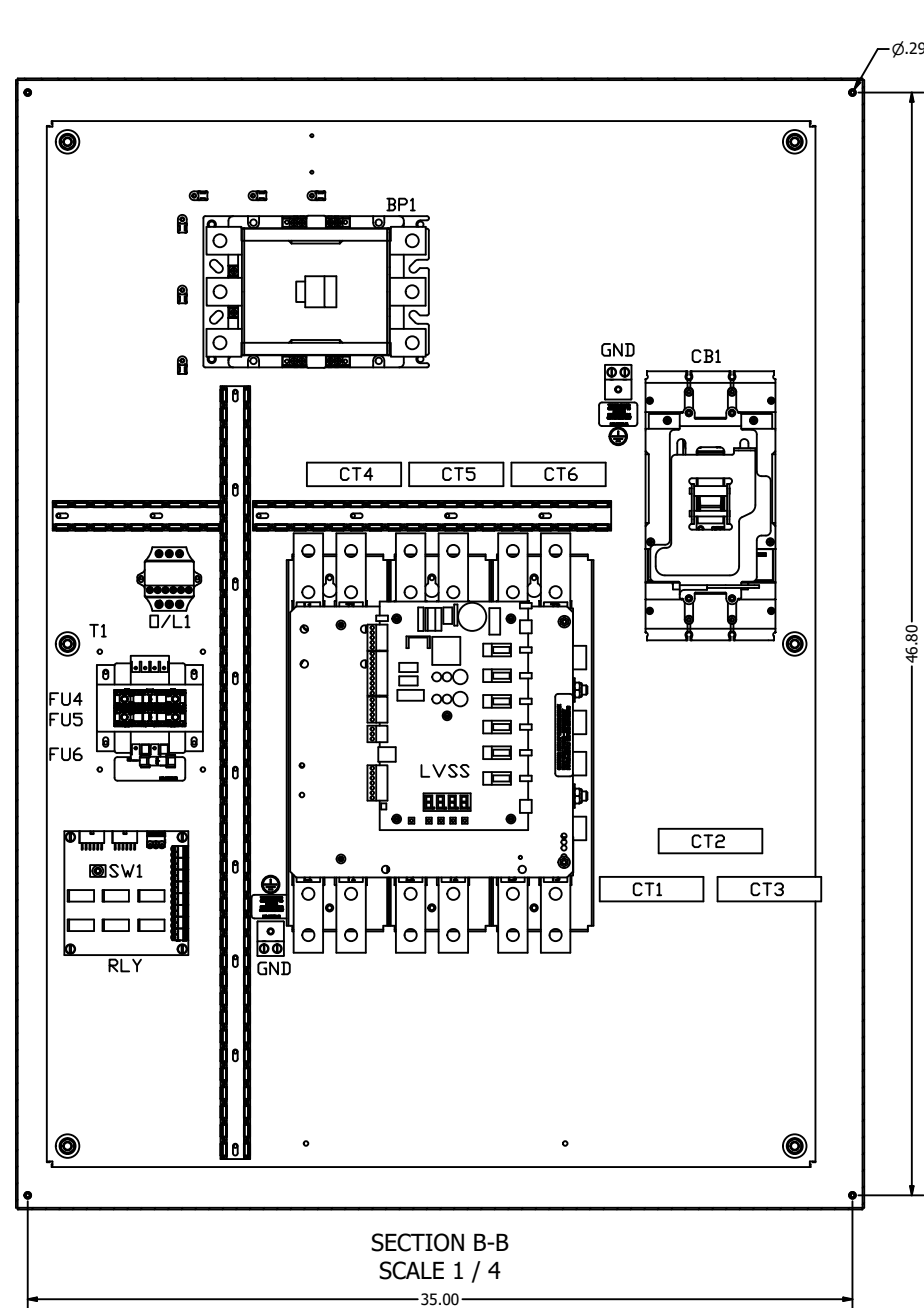 Ø.29
BP1
GND
CB1
CT4 CT5 CT6
O/L1
T1
FU4
FU5
FU6
LVSS
46.80
CT2
SW1
CT1 CT3
RLY
GND
SECTION B-B
SCALE 1 / 4
35.00